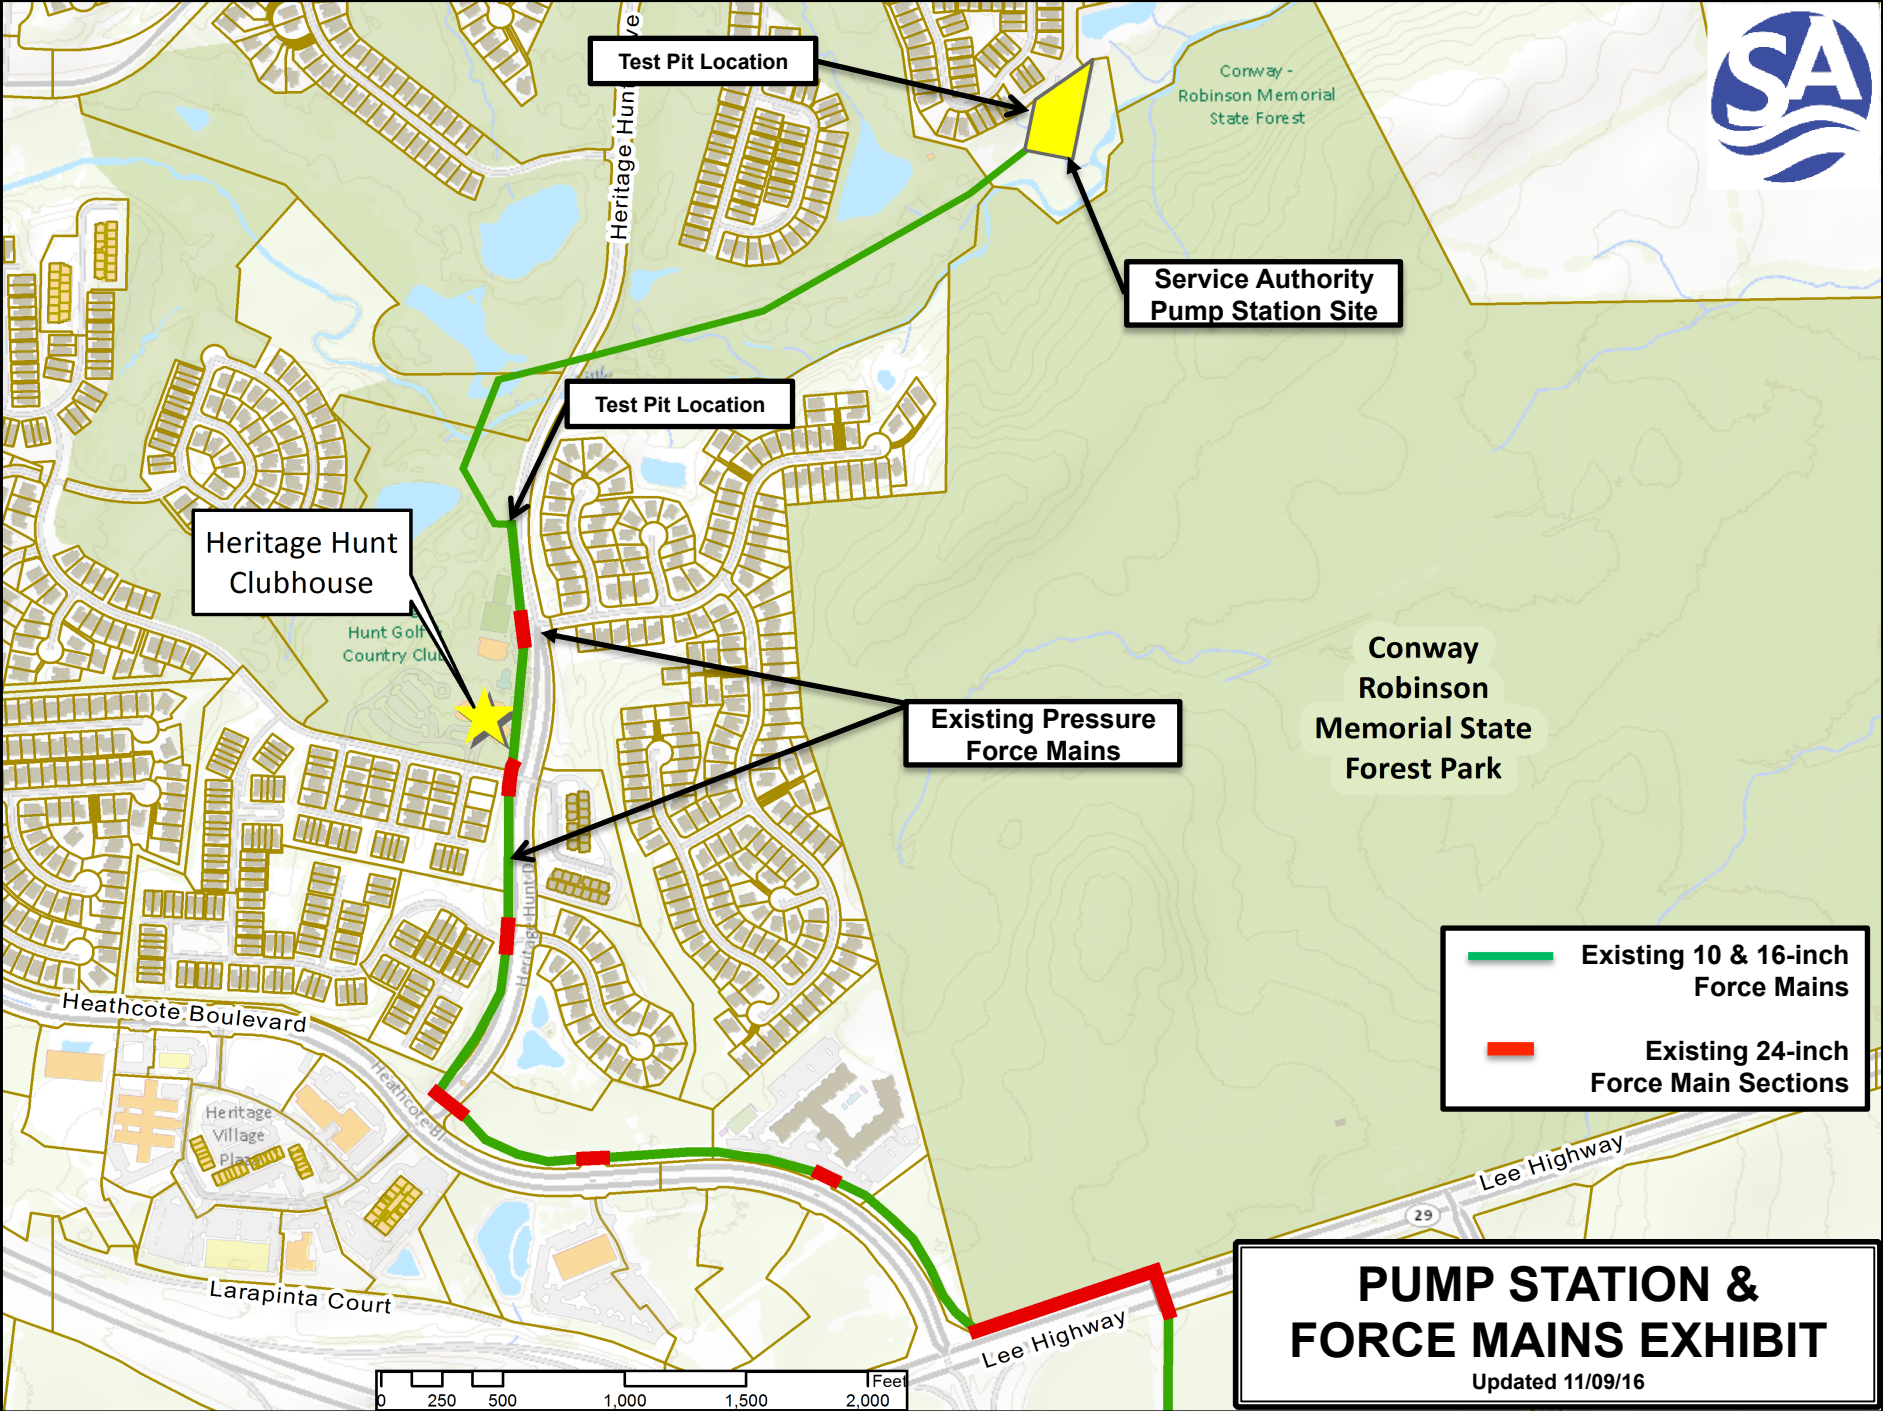 Heritage Hunt
ve
Test Pit Location
Conway -
Robinson Memorial
State Forest
SA
Service Authority
Pump Station Site
Little
Test Pit Location
Heritage Hunt
Clubhouse
Hunt Golf
Country Club
Existing Pressure
Force Mains
Conway
Robinson
Memorial State
Forest Park
Heritage Hunt D
Existing 10 & 16-inch
Force Mains
Existing 24-inch
Force Main Sections
Heathcote Boulevard
Heathcote Bl
Heritage
Village
Plaza
Larapinta Court
Lee Highway
29
Lee Highway
PUMP STATION &
FORCE MAINS EXHIBIT
Updated 11/09/16
Feet
0 250 500 1,000 1,500 2,000